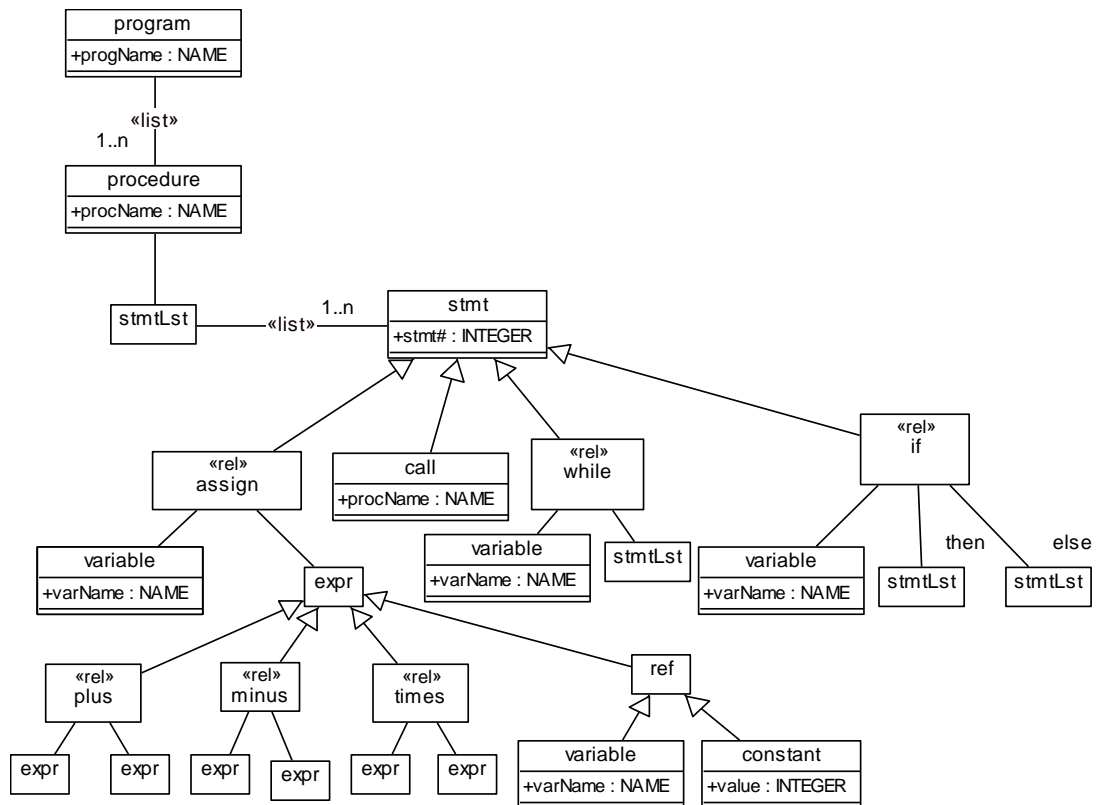 program
+progName : NAME
«list»
1..n
procedure
+procName : NAME
stmtLst
«list»
1..n
stmt
+stmt# : INTEGER
«rel»
assign
call
+procName : NAME
«rel»
while
«rel»
if
variable
+varName : NAME
expr
variable
+varName : NAME
stmtLst
variable
+varName : NAME
then
stmtLst
else
stmtLst
«rel»
plus
«rel»
minus
«rel»
times
ref
expr
expr
expr
expr
expr
expr
variable
+varName : NAME
constant
+value : INTEGER